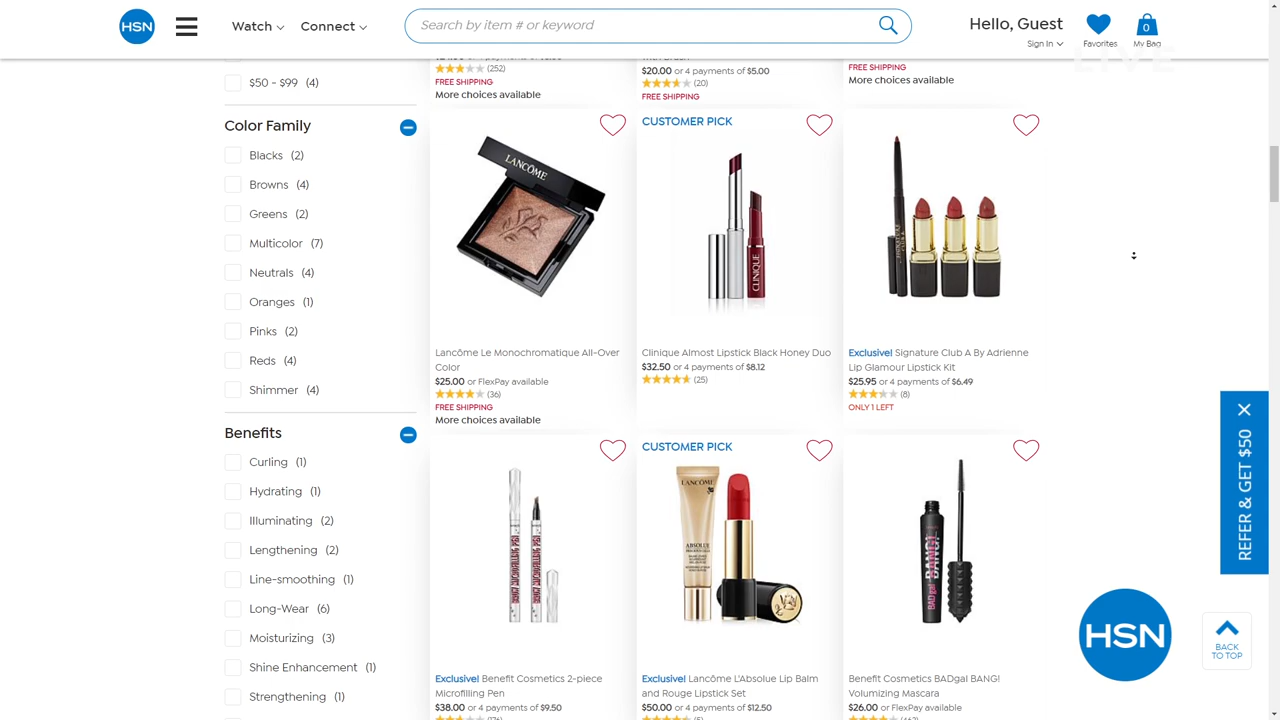 HSN
Watch
Connect
Search by item # or keyword
Hello, Guest
Sign In
Favorites
0
My Bag
$50 - $99 (4)
Color Family
Blacks (2)
Browns (4)
Greens (2)
Multicolor (7)
Neutrals (4)
Oranges (1)
Pinks (2)
Reds (4)
Shimmer (4)
Benefits
Curling (1)
Hydrating (1)
Illuminating (2)
Lengthening (2)
Line-smoothing (1)
Long-Wear (6)
Moisturizing (3)
Shine Enhancement (1)
Strengthening (1)
(252)
FREE SHIPPING
More choices available
$20.00 or 4 payments of $5.00
(20)
FREE SHIPPING
FREE SHIPPING
More choices available
LANCÔME
Lancôme Le Monochromatique All-Over
Color
$25.00 or FlexPay available
(36)
FREE SHIPPING
More choices available
CUSTOMER PICK
CLINIQUE
Clinique Almost Lipstick Black Honey Duo
$32.50 or 4 payments of $8.12
(25)
Exclusive! Signature Club A By Adrienne
Lip Glamour Lipstick Kit
$25.95 or 4 payments of $6.49
(8)
ONLY 1 LEFT
Exclusive! Benefit Cosmetics 2-piece
Microfilling Pen
$38.00 or 4 payments of $9.50
CUSTOMER PICK
LANCÔME
ABSOLUE
Exclusive! Lancôme L'Absolue Lip Balm
and Rouge Lipstick Set
$50.00 or 4 payments of $12.50
BADgal BANG!
Benefit Cosmetics BADgal BANG!
Volumizing Mascara
$26.00 or FlexPay available
REFER & GET $50
HSN
BACK
TO TOP